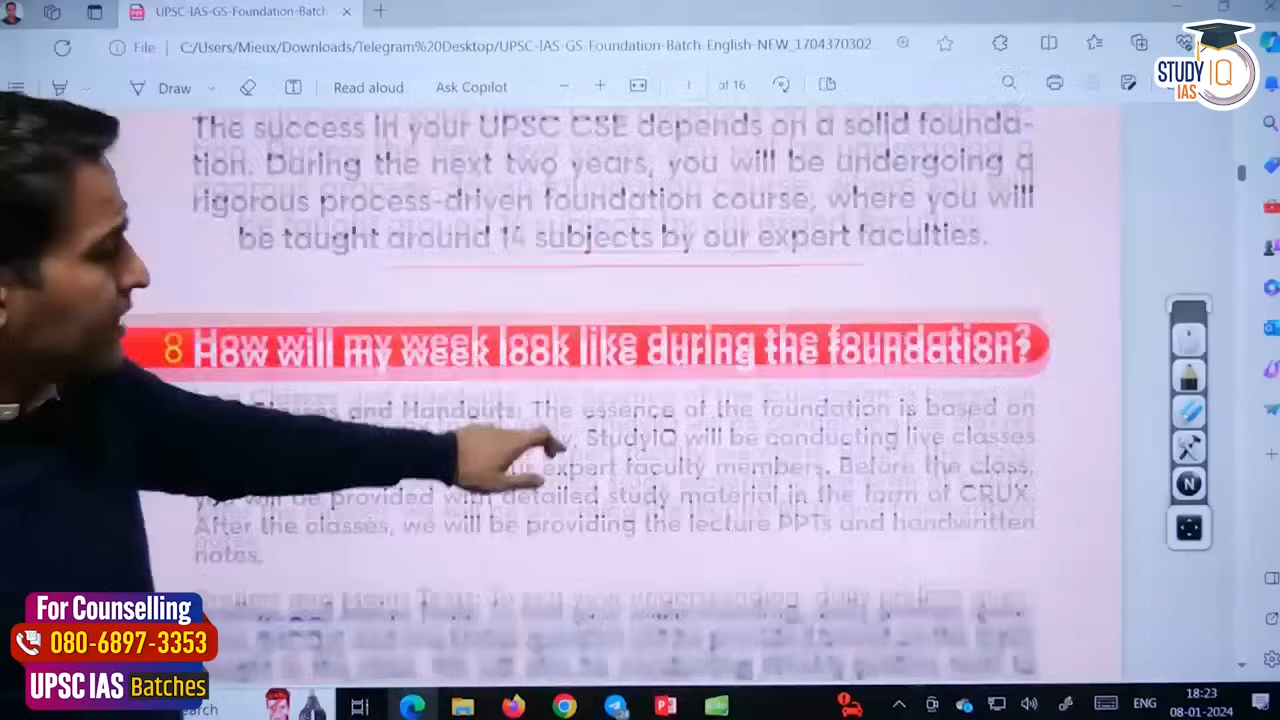 UPSC-IAS-GS-Foundation-Batch
File
C:/Users/Mieux/Downloads/Telegram%20Desktop/UPSC-IAS-GS-Foundation-Batch-English-NEW_1704370302
STUDY IQ
IAS
Draw
Read aloud
Ask Copilot
of 16
The success in your UPSC CSE depends on a solid founda-
tion. During the next two years, you will be undergoing a
rigorous process-driven foundation course, where you will
be taught around 14 subjects by our expert faculties.
8 How will my week look like during the foundation?
Classes and Handouts: The essence of the foundation is based on
StudyIQ will be conducting live classes
expert faculty members. Before the class,
you will be provided with detailed study material in the form of CRUX.
After the classes, we will be providing the lecture PPTs and handwritten
notes.
For Counselling
080-6897-3353
UPSC IAS Batches
N
ENG
18:23
08-01-2024